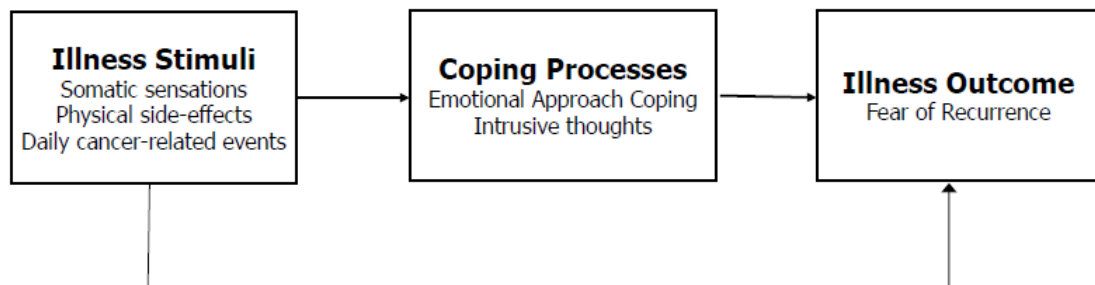 Illness Stimuli
Somatic sensations
Physical side-effects
Daily cancer-related events
Coping Processes
Emotional Approach Coping
Intrusive thoughts
Illness Outcome
Fear of Recurrence